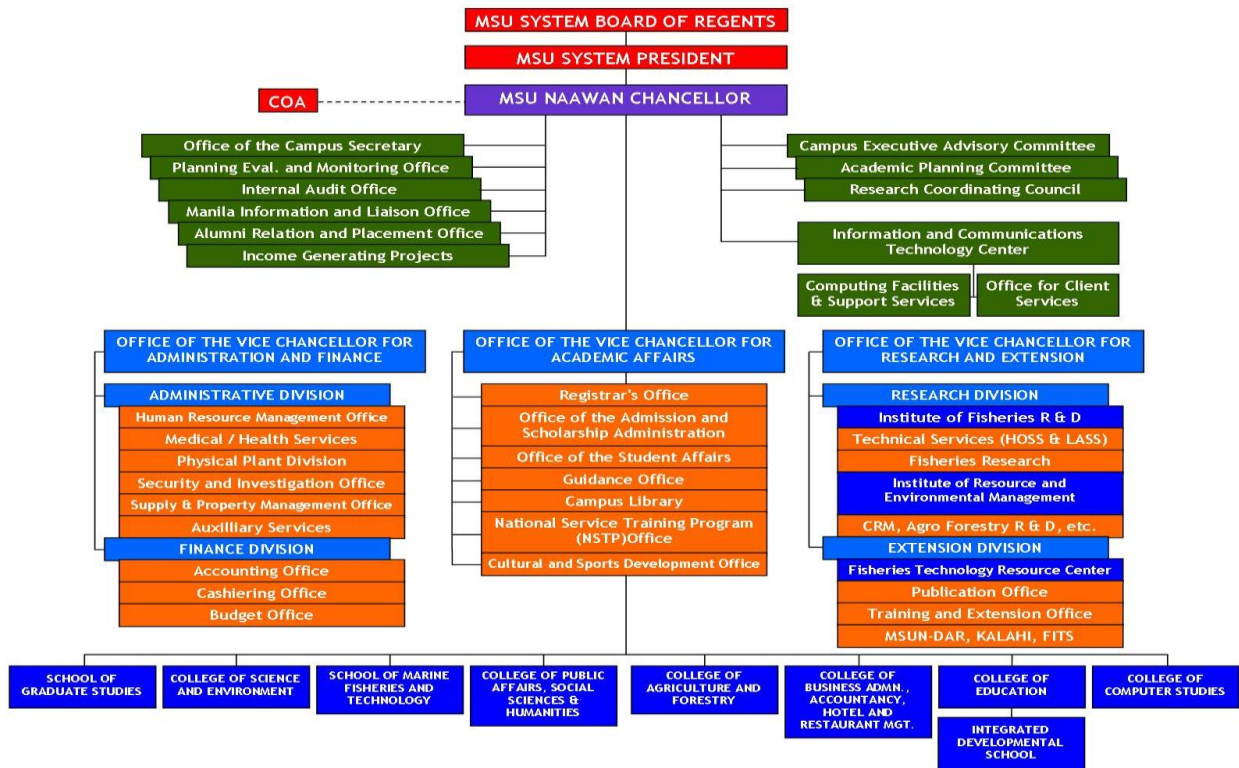 MSU SYSTEM BOARD OF REGENTS
MSU SYSTEM PRESIDENT
MSU NAAWAN CHANCELLOR
COA
Office of the Campus Secretary
Planning Eval. and Monitoring Office
Internal Audit Office
Manila Information and Liaison Office
Alumni Relation and Placement Office
Income Generating Projects
Campus Executive Advisory Committee
Academic Planning Committee
Research Coordinating Council
Information and Communications
Technology Center
Computing Facilities
& Support Services
Office for Client
Services
OFFICE OF THE VICE CHANCELLOR FOR
ADMINISTRATION AND FINANCE
ADMINISTRATIVE DIVISION
Human Resource Management Office
Medical / Health Services
Physical Plant Division
Security and Investigation Office
Supply & Property Management Office
Auxilliary Services
FINANCE DIVISION
Accounting Office
Cashiering Office
Budget Office
OFFICE OF THE VICE CHANCELLOR FOR
ACADEMIC AFFAIRS
Registrar's Office
Office of the Admission and
Scholarship Administration
Office of the Student Affairs
Guidance Office
Campus Library
National Service Training Program
(NSTP)Office
Cultural and Sports Development Office
OFFICE OF THE VICE CHANCELLOR FOR
RESEARCH AND EXTENSION
RESEARCH DIVISION
Institute of Fisheries R & D
Technical Services (HOSS & LASS)
Fisheries Research
Institute of Resource and
Environmental Management
CRM, Agro Forestry R & D, etc.
EXTENSION DIVISION
Fisheries Technology Resource Center
Publication Office
Training and Extension Office
MSUN-DAR, KALAHI, FITS
SCHOOL OF
GRADUATE STUDIES
COLLEGE OF SCIENCE
AND ENVIRONMENT
SCHOOL OF MARINE
FISHERIES AND
TECHNOLOGY
COLLEGE OF PUBLIC
AFFAIRS, SOCIAL
SCIENCES &
HUMANITIES
COLLEGE OF
AGRICULTURE AND
FORESTRY
COLLEGE OF
BUSINESS ADMN.,
ACCOUNTANCY,
HOTEL AND
RESTAURANT MGT.
COLLEGE OF
EDUCATION
INTEGRATED
DEVELOPMENTAL
SCHOOL
COLLEGE OF
COMPUTER STUDIES